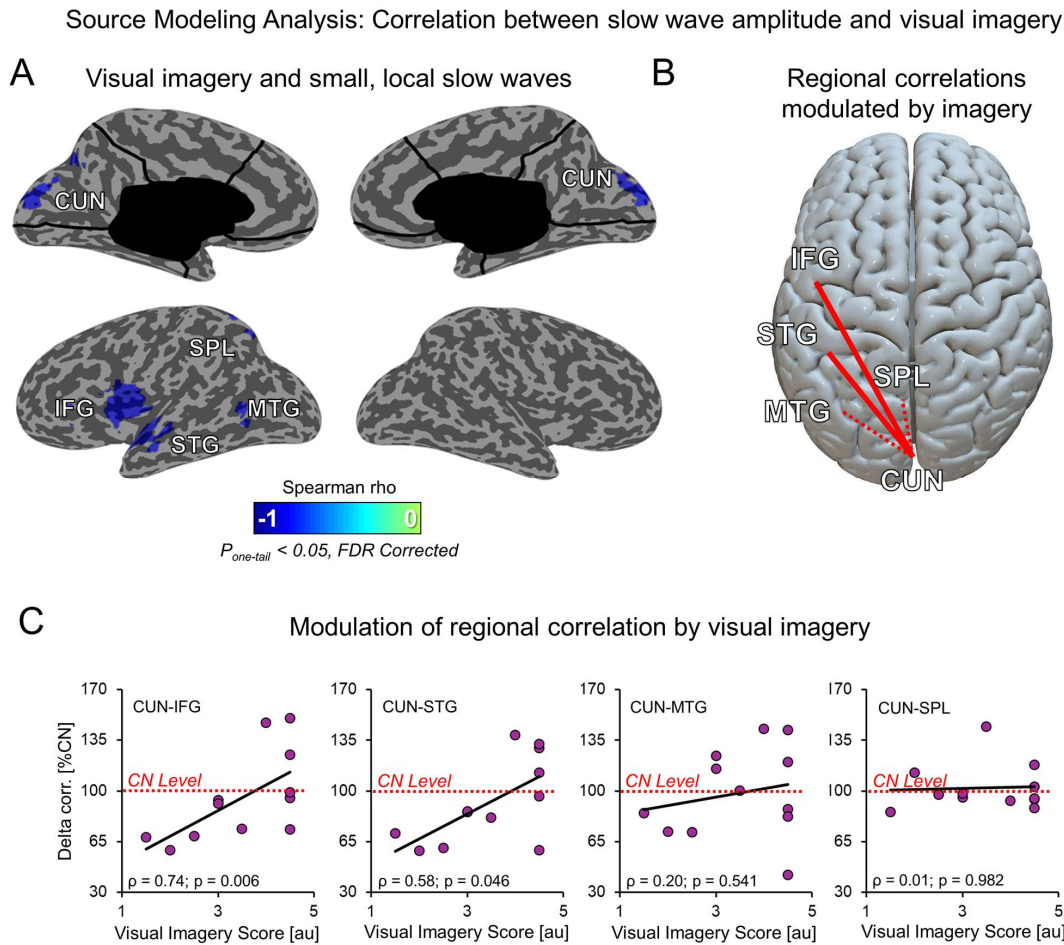 Source Modeling Analysis: Correlation between slow wave amplitude and visual imagery
A
Visual imagery and small, local slow waves
CUN
CUN
SPL
IFG
MTG
STG
Spearman rho
-1
0
P one-tail < 0.05, FDR Corrected
B
Regional correlations
modulated by imagery
IFG
STG
SPL
MTG
CUN
C
Modulation of regional correlation by visual imagery
Delta corr. [%CN]
170
135
100
65
30
CUN-IFG
CN Level
ρ = 0.74; p = 0.006
1
3
5
Visual Imagery Score [au]
170
135
100
65
30
CUN-STG
CN Level
ρ = 0.58; p = 0.046
1
3
5
Visual Imagery Score [au]
170
135
100
65
30
CUN-MTG
CN Level
ρ = 0.20; p = 0.541
1
3
5
Visual Imagery Score [au]
170
135
100
65
30
CUN-SPL
CN Level
ρ = 0.01; p = 0.982
1
3
5
Visual Imagery Score [au]